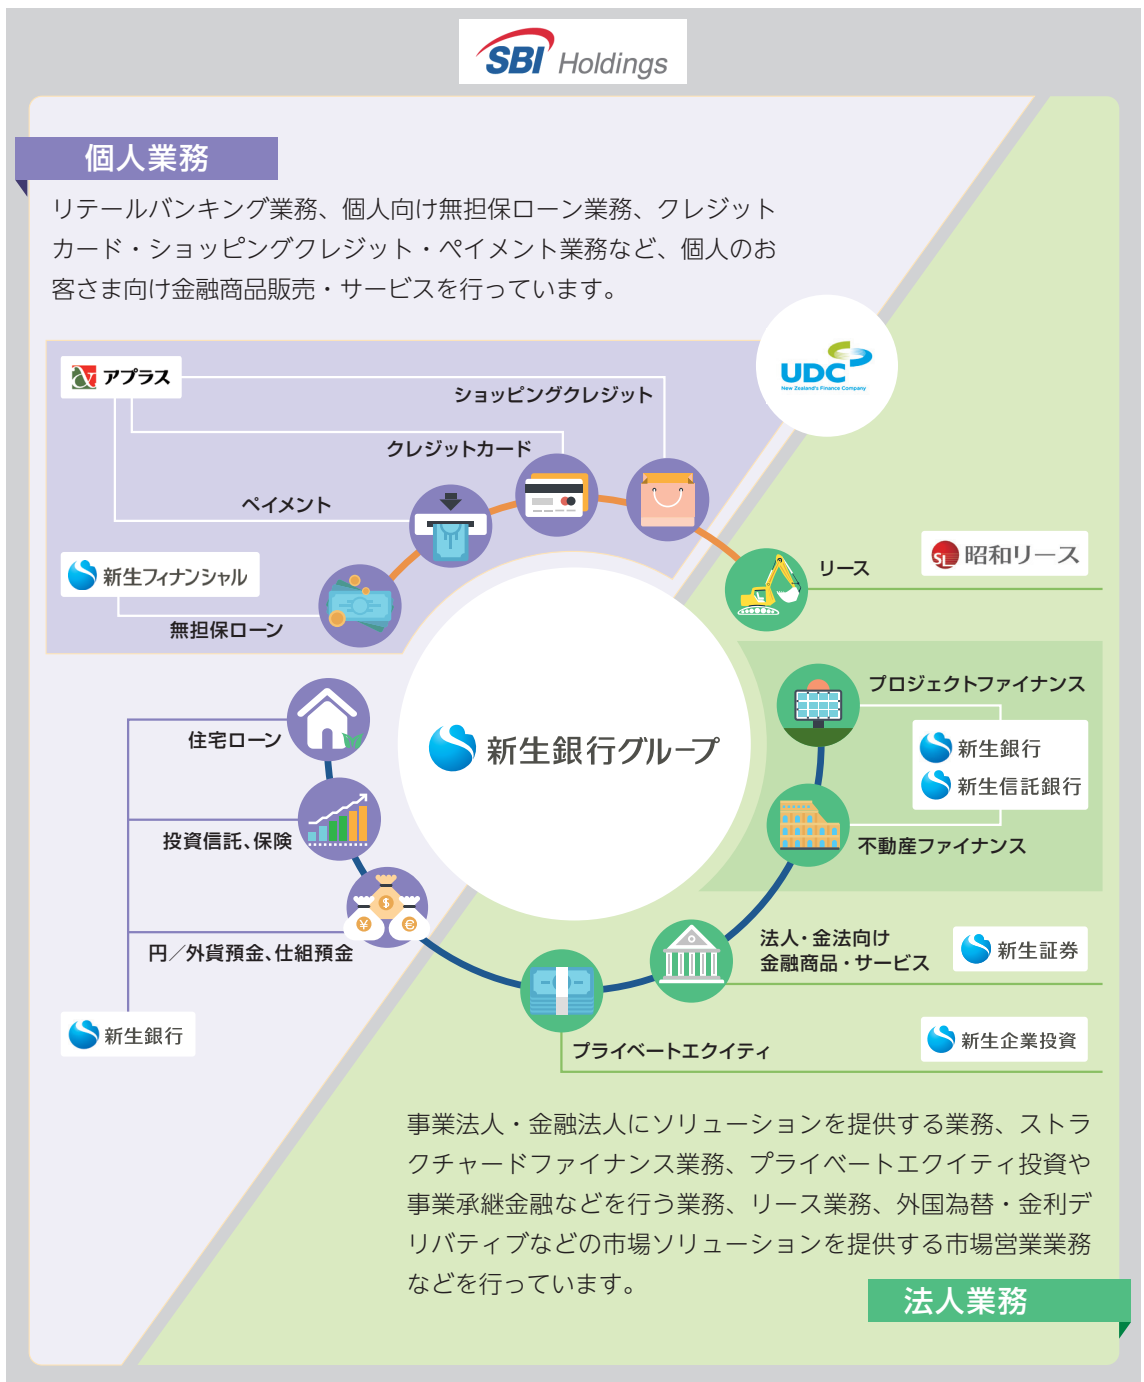 SBI Holdings
個人業務
リテールバンキング業務、個人向け無担保ローン業務、クレジット
カード・ショッピングクレジット・ペイメント業務など、個人のお
客さま向け金融商品販売・サービスを行っています。
UDC
New Zealand's Finance Company
アプラス
ショッピングクレジット
クレジットカード
ペイメント
新生フィナンシャル
無担保ローン
リース
SL 昭和リース
プロジェクトファイナンス
新生銀行
新生信託銀行
不動産ファイナンス
新生銀行グループ
住宅ローン
投資信託、保険
円／外貨預金、仕組預金
新生銀行
法人・金法向け
金融商品・サービス
新生証券
プライベートエクイティ
新生企業投資
事業法人・金融法人にソリューションを提供する業務、ストラ
クチャードファイナンス業務、プライベートエクイティ投資や
事業承継金融などを行う業務、リース業務、外国為替・金利デ
リバティブなどの市場ソリューションを提供する市場営業業務
などを行っています。
法人業務